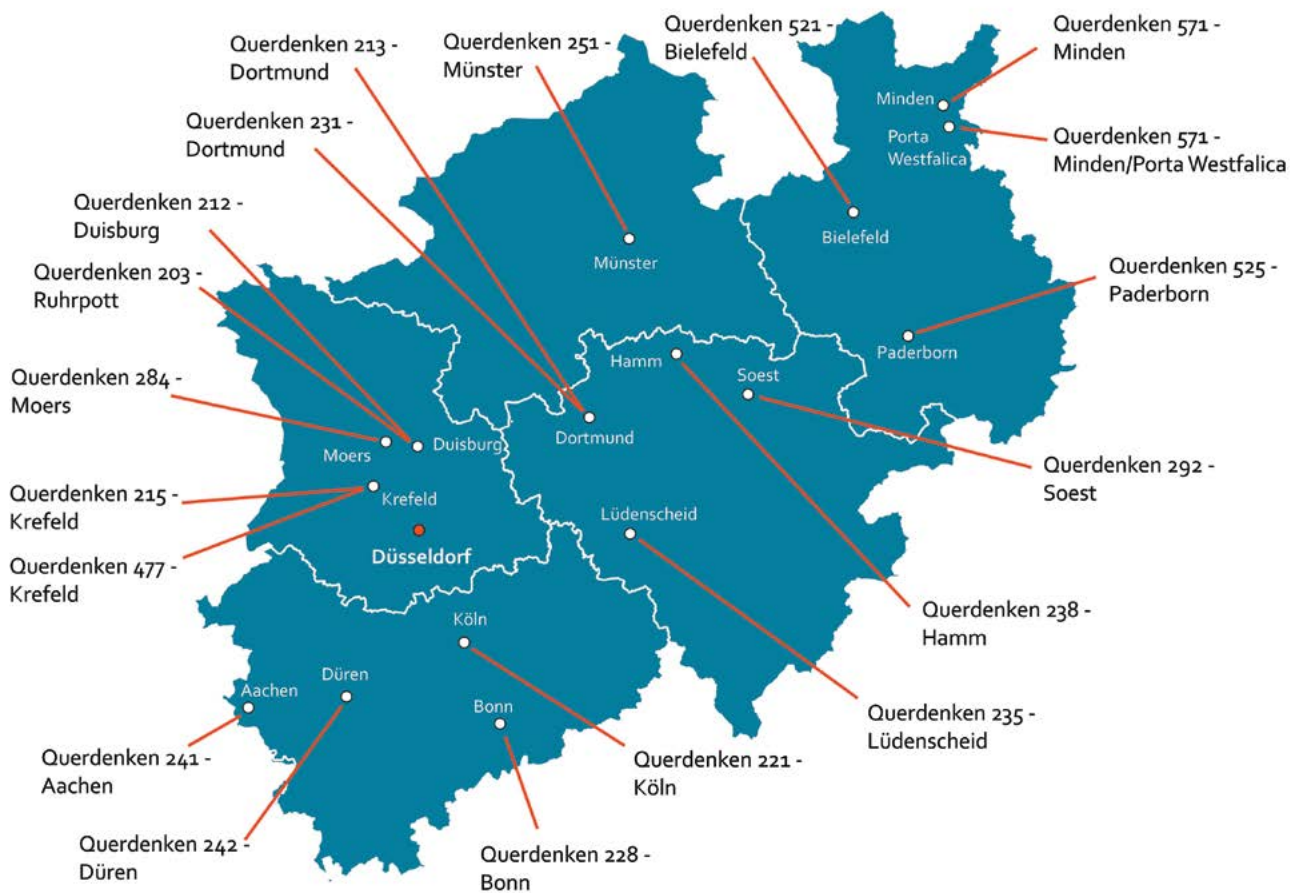 Querdenken 213 -
Dortmund
Querdenken 251 -
Münster
Querdenken 521 -
Bielefeld
Querdenken 571 -
Minden
Querdenken 231 -
Dortmund
Minden
Porta
Westfalica
Querdenken 571 -
Minden/Porta Westfalica
Querdenken 212 -
Duisburg
Bielefeld
Münster
Querdenken 203 -
Ruhrpott
Querdenken 525 -
Paderborn
Hamm
Paderborn
Querdenken 284 -
Moers
Soest
Dortmund
Moers
Duisburg
Querdenken 292 -
Soest
Querdenken 215 -
Krefeld
Krefeld
Lüdenscheid
Düsseldorf
Querdenken 477 -
Krefeld
Querdenken 238 -
Hamm
Köln
Düren
Aachen
Bonn
Querdenken 235 -
Lüdenscheid
Querdenken 241 -
Aachen
Querdenken 221 -
Köln
Querdenken 242 -
Düren
Querdenken 228 -
Bonn